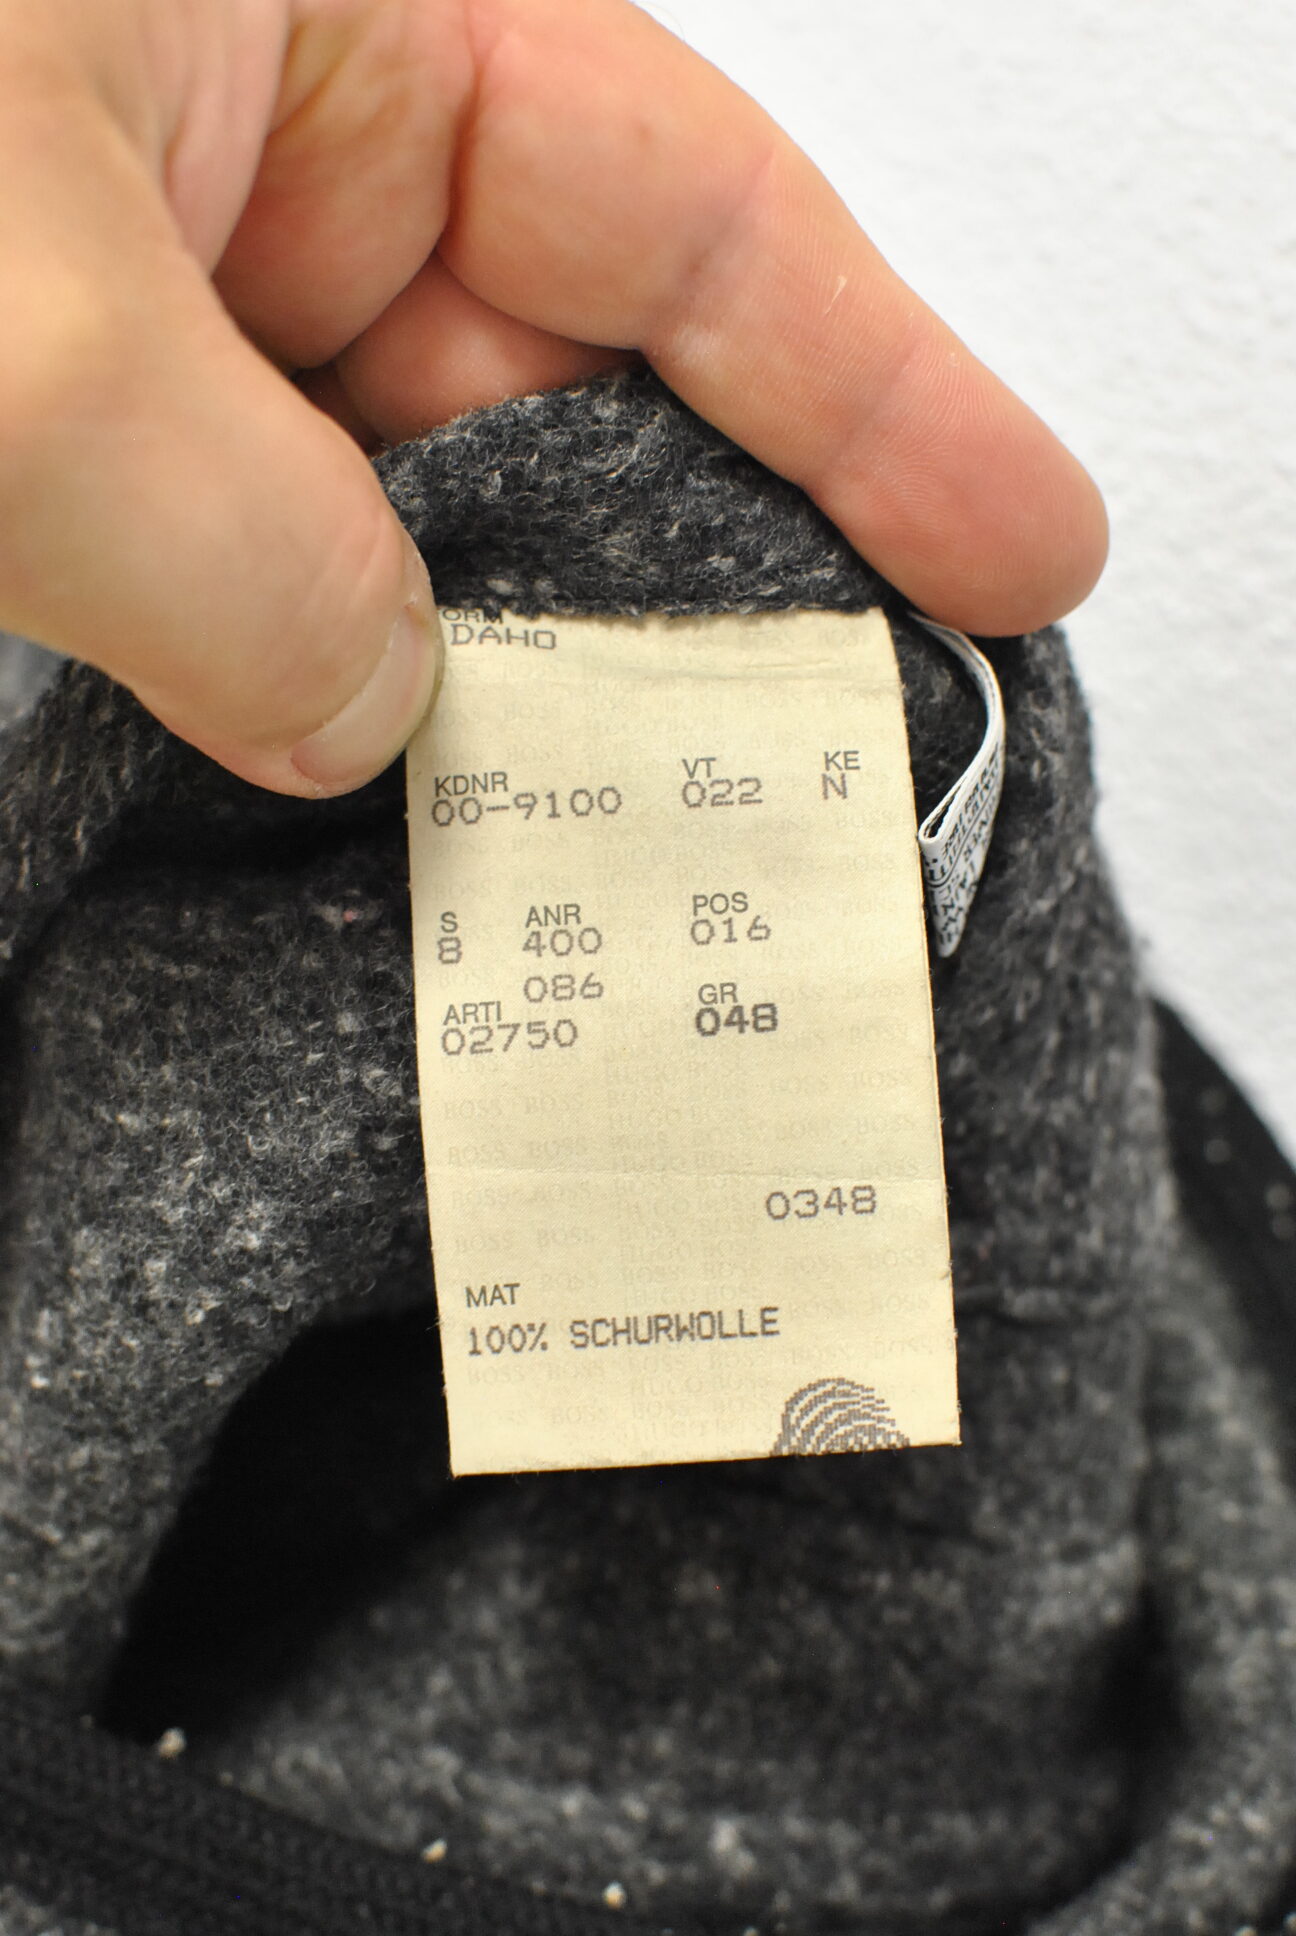 ORM
DAHO
KDNR VT KE
00-9100 022 N
S ANR POS
8 400 016
086
ARTI GR
02750 048
0348
MAT
100% SCHURWOLLE